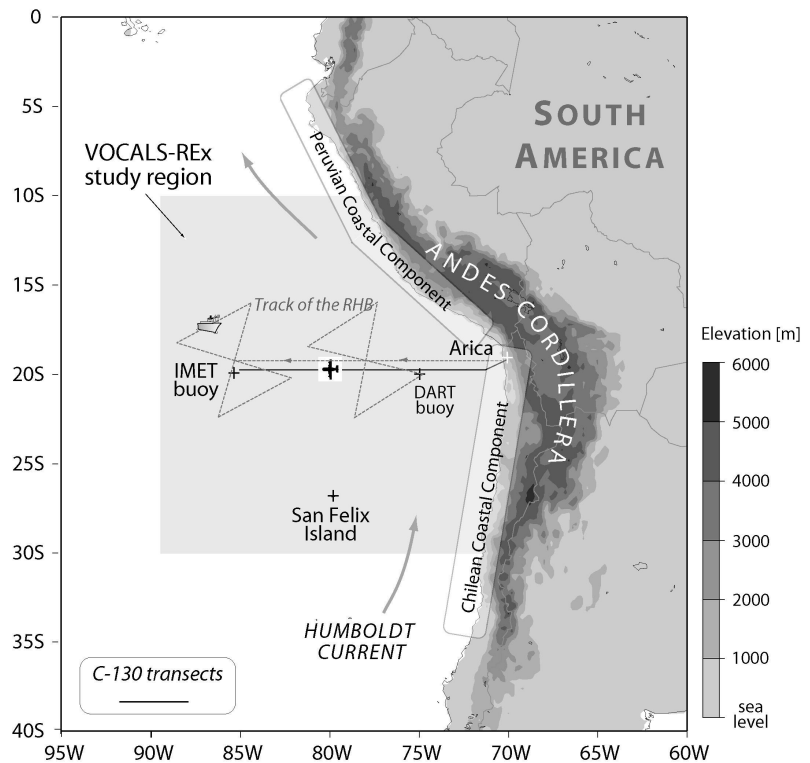 0
5S
10S
15S
20S
25S
30S
35S
40S
95W
90W
85W
80W
75W
70W
65W
60W
SOUTH
AMERICA
VOCALS-REx
study region
Peruvian Coastal Component
ANDES CORDILLERA
Track of the RHB
Arica
IMET
buoy
DART
buoy
Chilean Coastal Component
San Felix
Island
HUMBOLDT
CURRENT
C-130 transects
Elevation [m]
6000
5000
4000
3000
2000
1000
sea
level